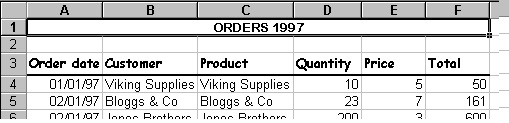 A B C D E F
1 ORDERS 1997
2
3 Order date Customer Product Quantity Price Total
4 01/01/97 Viking Supplies Viking Supplies 10 5 50
5 02/01/97 Bloggs & Co Bloggs & Co 23 7 161
6 02/01/97 Jones Brothers Jones Brothers 200 3 600